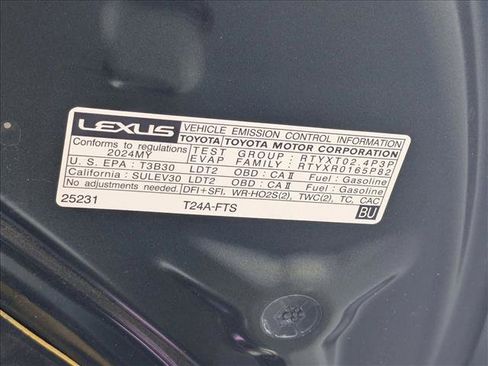 LEXUS VEHICLE EMISSION CONTROL INFORMATION
TOYOTA TOYOTA MOTOR CORPORATION
Conforms to regulations TEST GROUP : RTYXT02.4P3P
2024MY EVAP FAMILY : RTYXR0165P82
U.S. EPA : T3B30 LDT2 OBD : CA II Fuel : Gasoline
California : SULEV30 LDT2 OBD : CA II Fuel : Gasoline
No adjustments needed. DFI+SFI, WR-HO2S(2), TWC(2), TC, CAC
25231 T24A-FTS BU